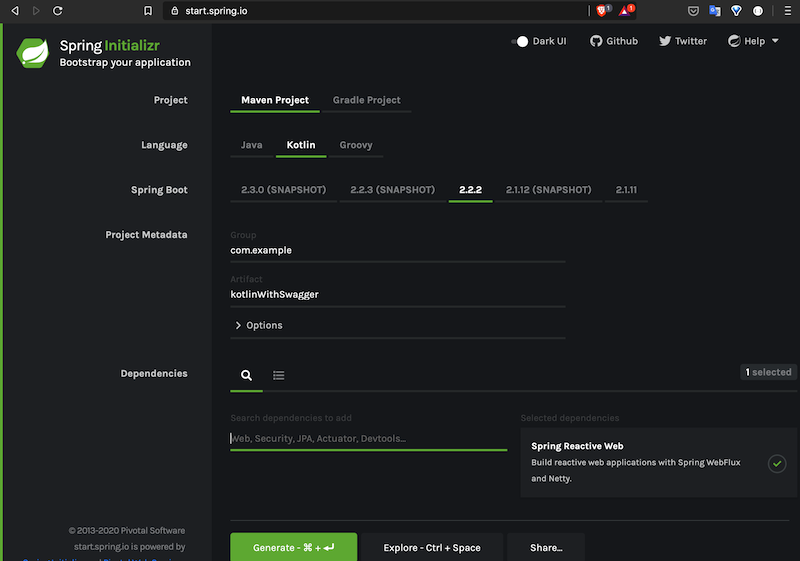 start.spring.io
1
1
Spring Initializr
Bootstrap your application
Dark UI
Github
Twitter
Help
Project
Maven Project
Gradle Project
Language
Java
Kotlin
Groovy
Spring Boot
2.3.0 (SNAPSHOT)
2.2.3 (SNAPSHOT)
2.2.2
2.1.12 (SNAPSHOT)
2.1.11
Project Metadata
Group
com.example
Artifact
kotlinWithSwagger
Options
Dependencies
1 selected
Search dependencies to add
Web, Security, JPA, Actuator, Devtools...
Selected dependencies
Spring Reactive Web
Build reactive web applications with Spring WebFlux
and Netty.
© 2013-2020 Pivotal Software
start.spring.io is powered by
Generate - ⌘ + ↵
Explore - Ctrl + Space
Share...